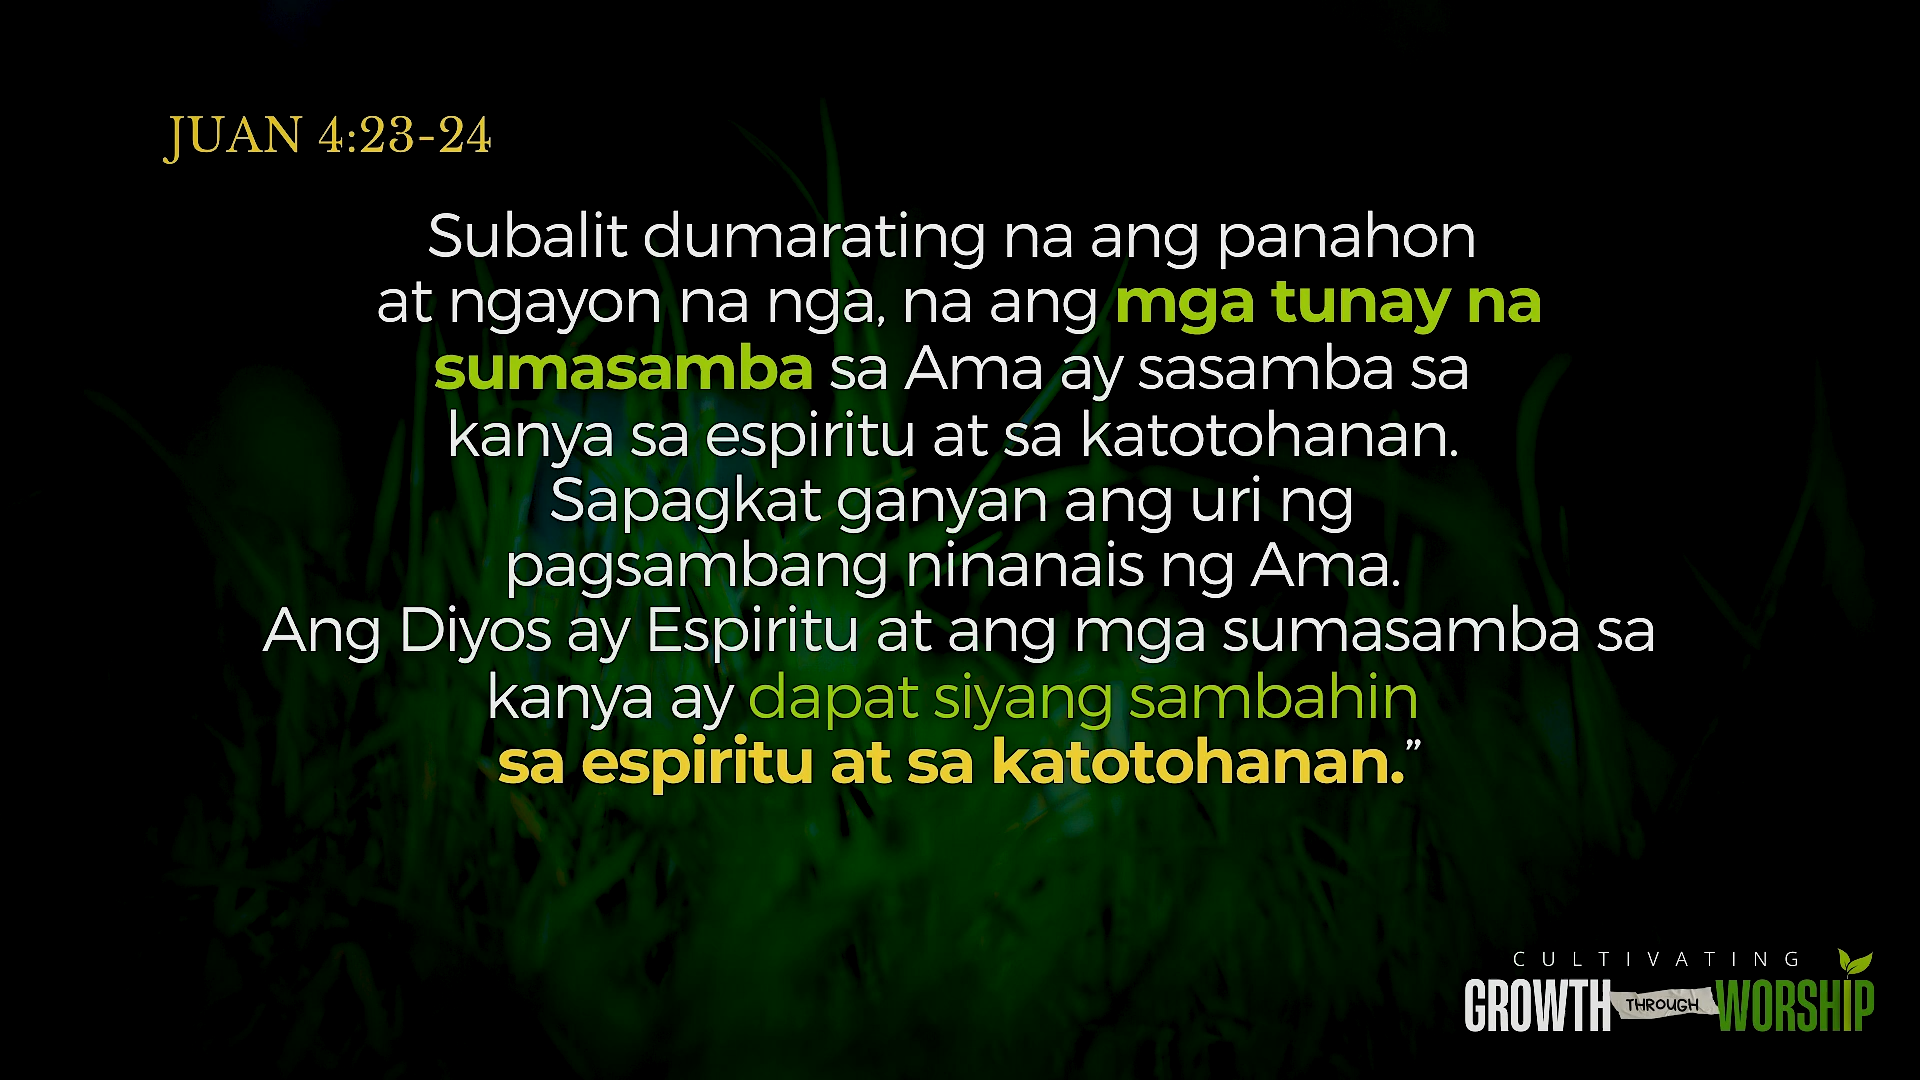 JUAN 4:23-24
Subalit dumarating na ang panahon
at ngayon na nga, na ang mga tunay na
sumasamba sa Ama ay sasamba sa
kanya sa espiritu at sa katotohanan.
Sapagkat ganyan ang uri ng
pagsambang ninanais ng Ama.
Ang Diyos ay Espiritu at ang mga sumasamba sa
kanya ay dapat siyang sambahin
sa espiritu at sa katotohanan.”
CULTIVATING
GROWTH THROUGH WORSHIP